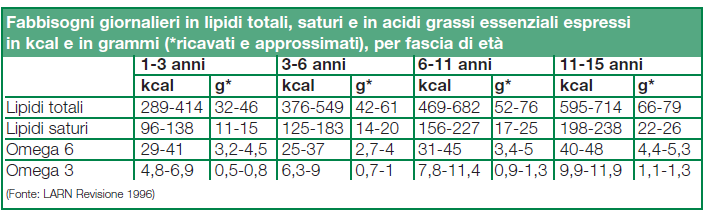 Fabbisogni giornalieri in lipidi totali, saturi e in acidi grassi essenziali espressi
in kcal e in grammi (*ricavati e approssimati), per fascia di età
1-3 anni 3-6 anni 6-11 anni 11-15 anni
kcal g* kcal g* kcal g* kcal g*
Lipidi totali 289-414 32-46 376-549 42-61 469-682 52-76 595-714 66-79
Lipidi saturi 96-138 11-15 125-183 14-20 156-227 17-25 198-238 22-26
Omega 6 29-41 3,2-4,5 25-37 2,7-4 31-45 3,4-5 40-48 4,4-5,3
Omega 3 4,8-6,9 0,5-0,8 6,3-9 0,7-1 7,8-11,4 0,9-1,3 9,9-11,9 1,1-1,3
(Fonte: LARN Revisione 1996)